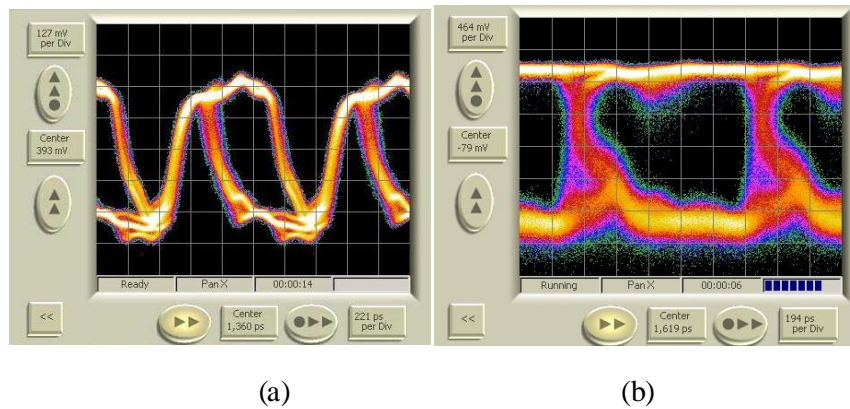 127 mV
per Div
Center
393 mV
Ready
Pan X
00:00:14
<<
Center
1,360 ps
221 ps
per Div
(a)
464 mV
per Div
Center
-79 mV
Running
Pan X
00:00:06
<<
Center
1,619 ps
194 ps
per Div
(b)